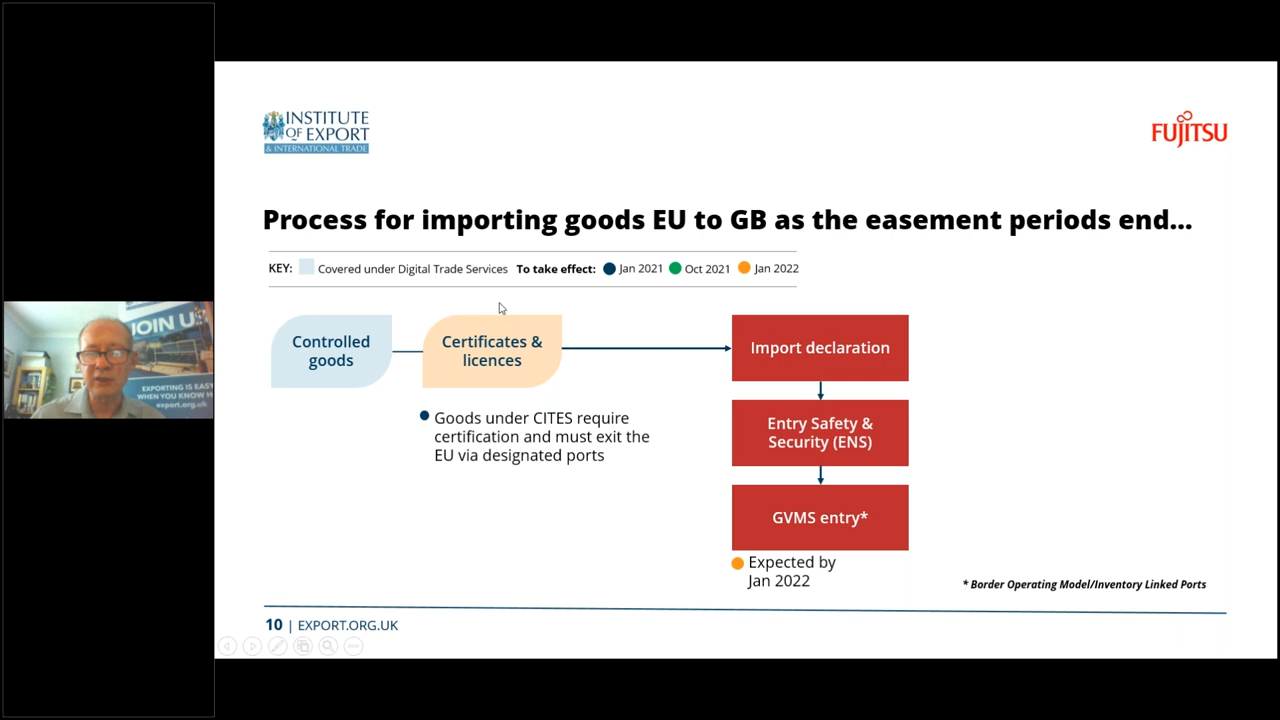 INSTITUTE
OF EXPORT
& INTERNATIONAL TRADE
FUJITSU
Process for importing goods EU to GB as the easement periods end...
KEY: Covered under Digital Trade Services To take effect: Jan 2021 Oct 2021 Jan 2022
Controlled
goods
Certificates &
licences
Import declaration
Goods under CITES require
certification and must exit the
EU via designated ports
Entry Safety &
Security (ENS)
GVMS entry*
Expected by
Jan 2022
* Border Operating Model/Inventory Linked Ports
10 | EXPORT.ORG.UK
JOIN U
EXPORTING IS EASY
WHEN YOU KNOW H
export.org.uk